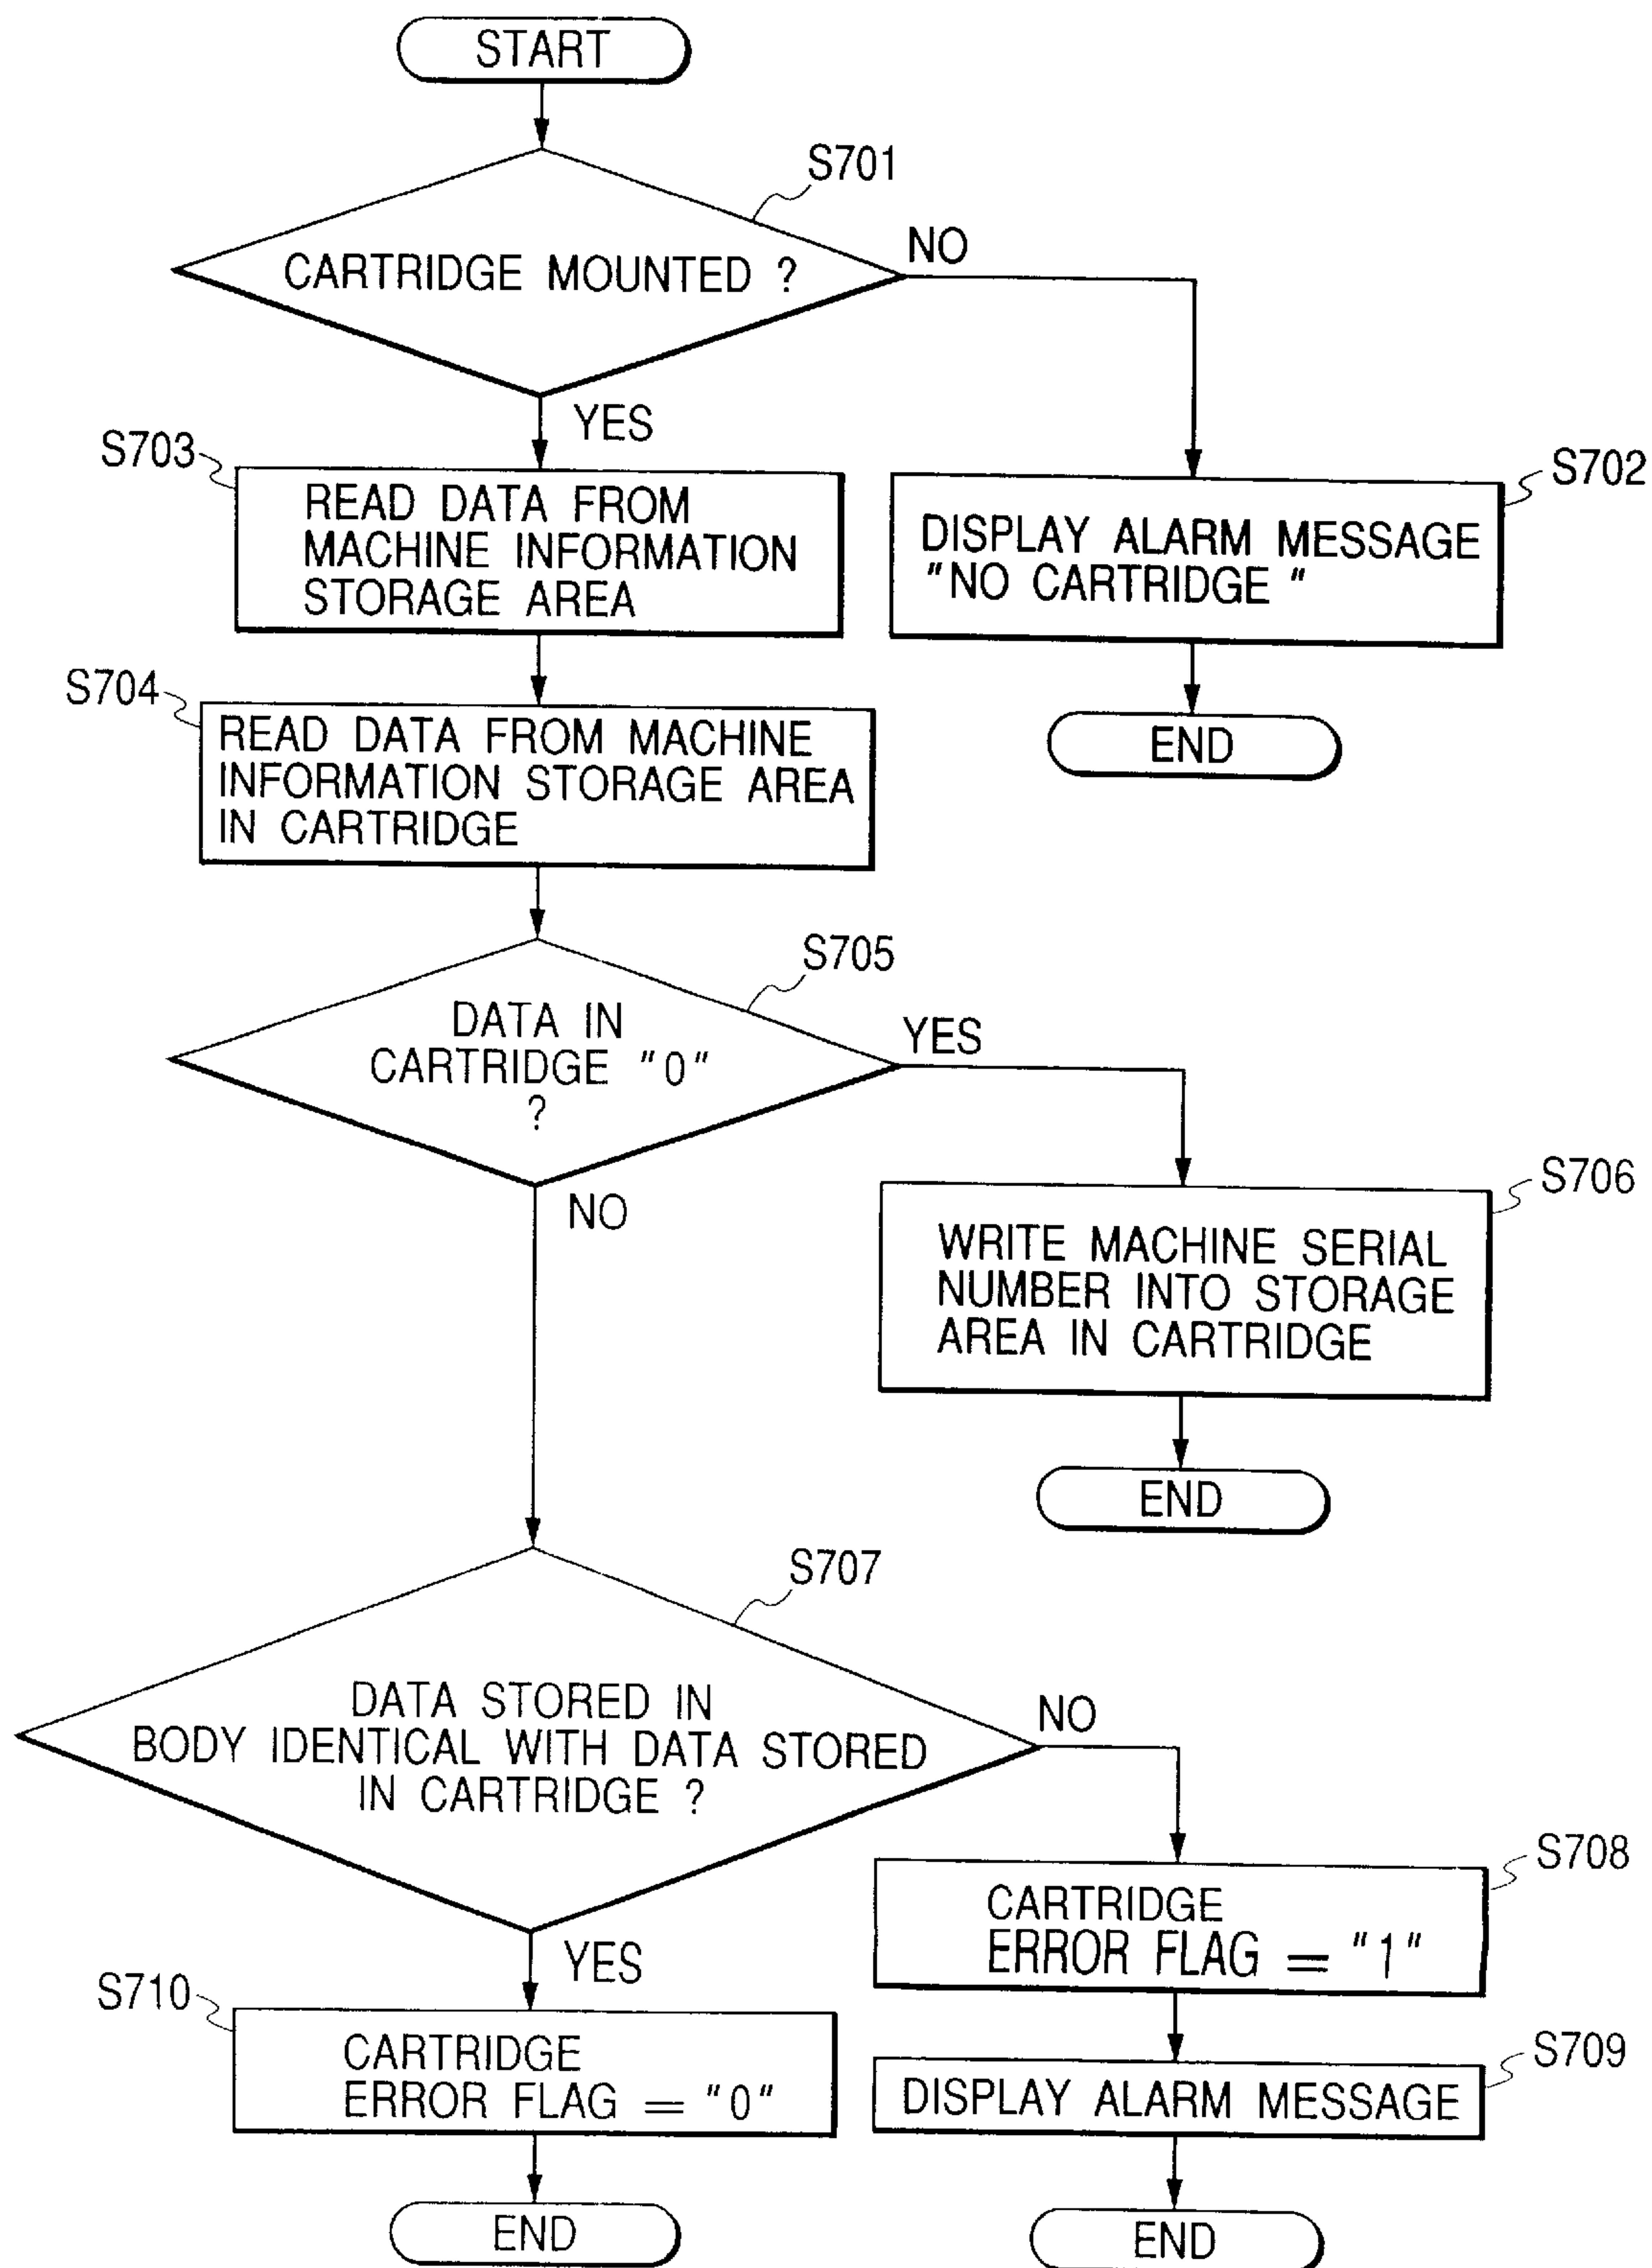 START
S701
CARTRIDGE MOUNTED ?
NO
YES
S703
READ DATA FROM
MACHINE INFORMATION
STORAGE AREA
S702
DISPLAY ALARM MESSAGE
"NO CARTRIDGE "
END
S704
READ DATA FROM MACHINE
INFORMATION STORAGE AREA
IN CARTRIDGE
S705
DATA IN
CARTRIDGE "0"
?
YES
NO
S706
WRITE MACHINE SERIAL
NUMBER INTO STORAGE
AREA IN CARTRIDGE
END
S707
DATA STORED IN
BODY IDENTICAL WITH DATA STORED
IN CARTRIDGE ?
NO
YES
S708
CARTRIDGE
ERROR FLAG = "1"
S710
CARTRIDGE
ERROR FLAG = "0"
S709
DISPLAY ALARM MESSAGE
END
END